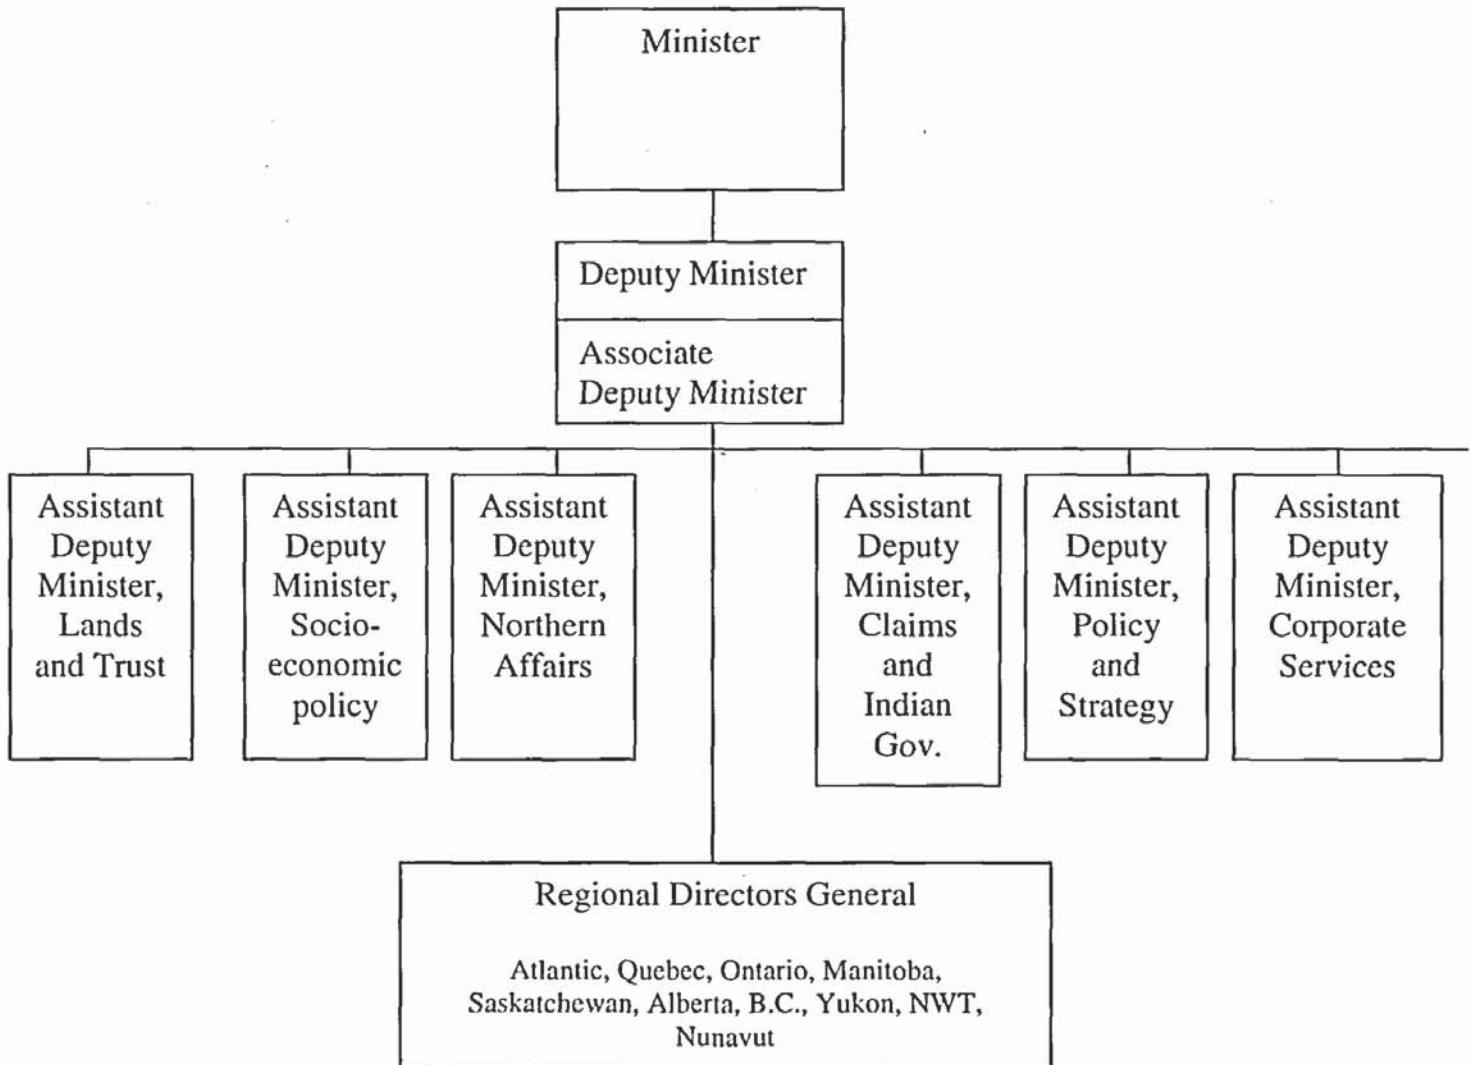 Minister
Deputy Minister
Associate
Deputy Minister
Assistant
Deputy
Minister,
Lands
and Trust
Assistant
Deputy
Minister,
Socio-
economic
policy
Assistant
Deputy
Minister,
Northern
Affairs
Assistant
Deputy
Minister,
Claims
and
Indian
Gov.
Assistant
Deputy
Minister,
Policy
and
Strategy
Assistant
Deputy
Minister,
Corporate
Services
Regional Directors General
Atlantic, Quebec, Ontario, Manitoba,
Saskatchewan, Alberta, B.C., Yukon, NWT,
Nunavut